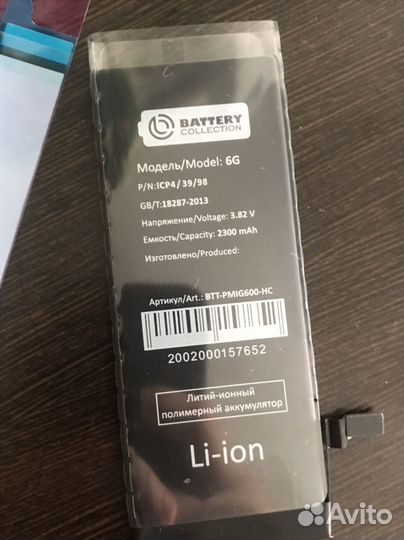 BATTERY
COLLECTION
Модель/Model: 6G
P/N:ICP4/39/98
GB/T:18287-2013
Напряжение/Voltage: 3.82 V
Емкость/Capacity: 2300 mAh
Изготовлено/Produced:
Артикул/Art.: BTT-PMIG600-HC
2002000157652
Литий-ионный
полимерный аккумулятор
Li-ion
Avito